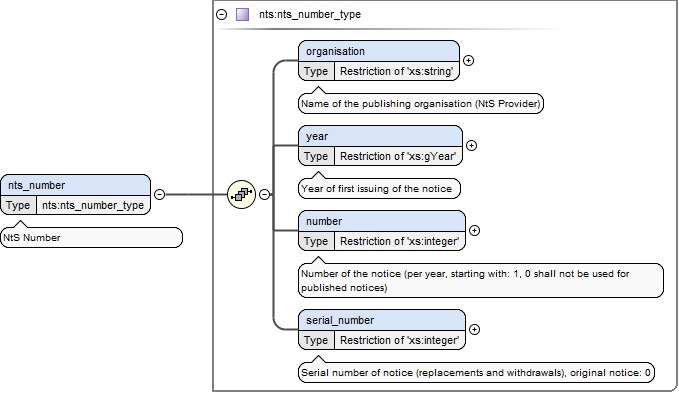 nts:nts_number_type
organisation
Type Restriction of 'xs:string'
Name of the publishing organisation (NtS Provider)
year
Type Restriction of 'xs:gYear'
Year of first issuing of the notice
nts_number
Type nts:nts_number_type
NtS Number
number
Type Restriction of 'xs:integer'
Number of the notice (per year, starting with: 1, 0 shall not be used for
published notices)
serial_number
Type Restriction of 'xs:integer'
Serial number of notice (replacements and withdrawals), original notice: 0